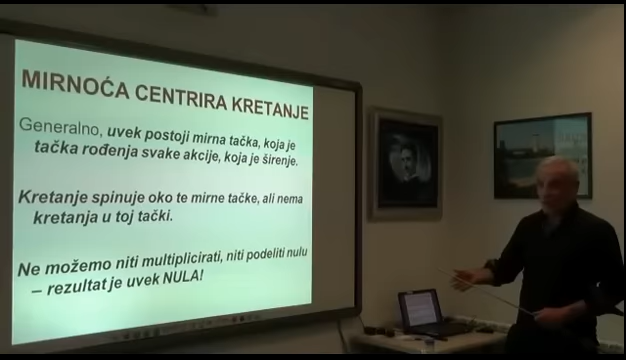 MIRNOĆA CENTRIRA KRETANJE
Generalno, uvek postoji mirna tačka, koja je
tačka rođenja svake akcije, koja je širenje.
Kretanje spinuje oko te mirne tačke, ali nema
kretanja u toj tački.
Ne možemo niti multiplicirati, niti podeliti nulu
– rezultat je uvek NULA!